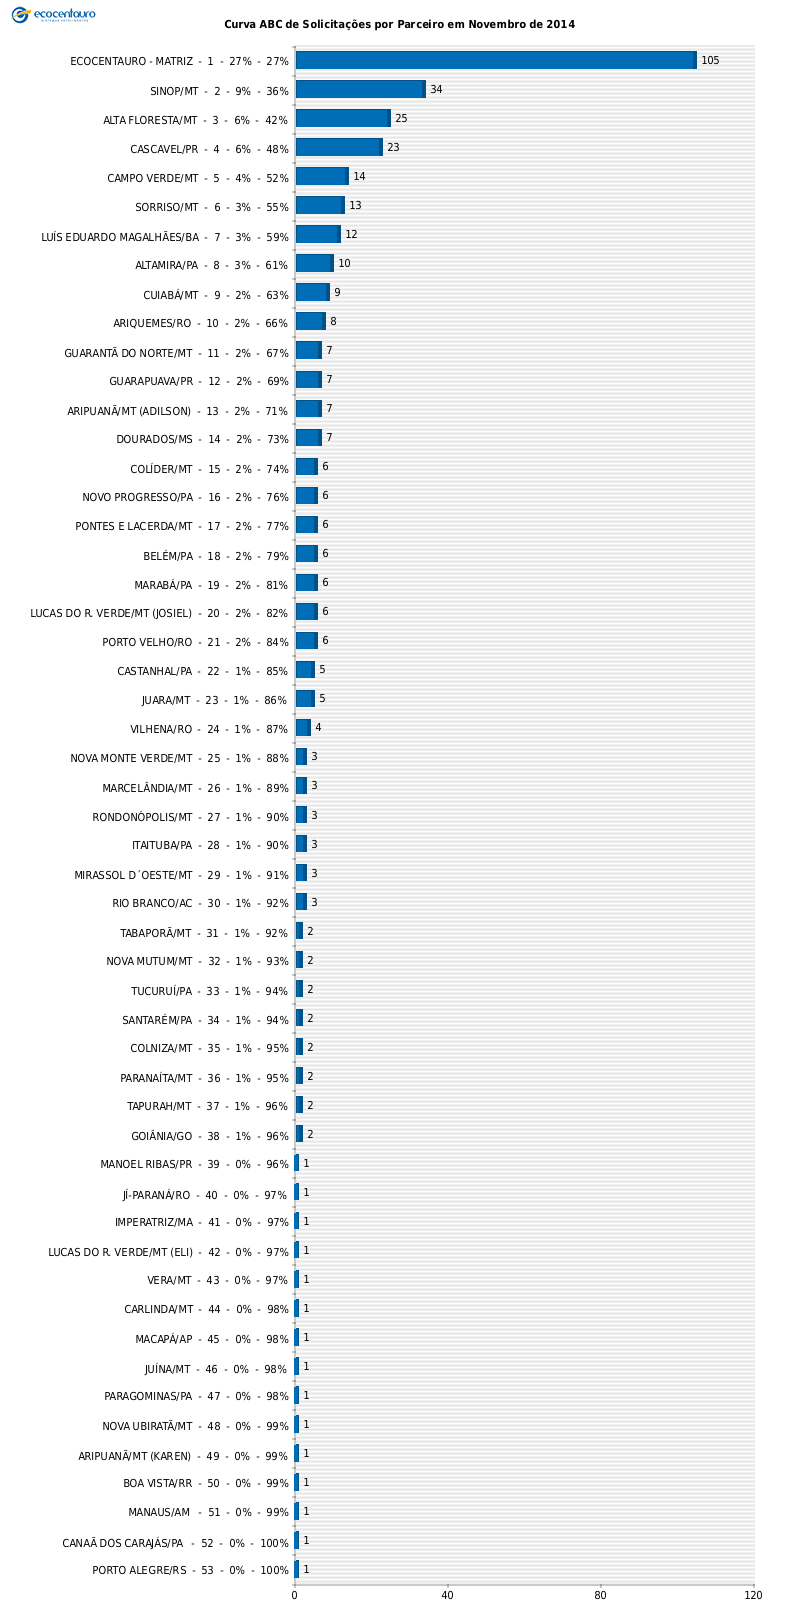 ecocentauro
Curva ABC de Solicitações por Parceiro em Novembro de 2014
ECOCENTAURO - MATRIZ - 1 - 27% - 27% 105
SINOP/MT - 2 - 9% - 36% 34
ALTA FLORESTA/MT - 3 - 6% - 42% 25
CASCAVEL/PR - 4 - 6% - 48% 23
CAMPO VERDE/MT - 5 - 4% - 52% 14
SORRISO/MT - 6 - 3% - 55% 13
LUÍS EDUARDO MAGALHÃES/BA - 7 - 3% - 59% 12
ALTAMIRA/PA - 8 - 3% - 61% 10
CUIABÁ/MT - 9 - 2% - 63% 9
ARIQUEMES/RO - 10 - 2% - 66% 8
GUARANTÃ DO NORTE/MT - 11 - 2% - 67% 7
GUARAPUAVA/PR - 12 - 2% - 69% 7
ARIPUANÃ/MT (ADILSON) - 13 - 2% - 71% 7
DOURADOS/MS - 14 - 2% - 73% 7
COLÍDER/MT - 15 - 2% - 74% 6
NOVO PROGRESSO/PA - 16 - 2% - 76% 6
PONTES E LACERDA/MT - 17 - 2% - 77% 6
BELÉM/PA - 18 - 2% - 79% 6
MARABÁ/PA - 19 - 2% - 81% 6
LUCAS DO R. VERDE/MT (JOSIEL) - 20 - 2% - 82% 6
PORTO VELHO/RO - 21 - 2% - 84% 6
CASTANHAL/PA - 22 - 1% - 85% 5
JUARA/MT - 23 - 1% - 86% 5
VILHENA/RO - 24 - 1% - 87% 4
NOVA MONTE VERDE/MT - 25 - 1% - 88% 3
MARCELÂNDIA/MT - 26 - 1% - 89% 3
RONDONÓPOLIS/MT - 27 - 1% - 90% 3
ITAITUBA/PA - 28 - 1% - 90% 3
MIRASSOL D´OESTE/MT - 29 - 1% - 91% 3
RIO BRANCO/AC - 30 - 1% - 92% 3
TABAPORÃ/MT - 31 - 1% - 92% 2
NOVA MUTUM/MT - 32 - 1% - 93% 2
TUCURUÍ/PA - 33 - 1% - 94% 2
SANTARÉM/PA - 34 - 1% - 94% 2
COLNIZA/MT - 35 - 1% - 95% 2
PARANAÍTA/MT - 36 - 1% - 95% 2
TAPURAH/MT - 37 - 1% - 96% 2
GOIÂNIA/GO - 38 - 1% - 96% 2
MANOEL RIBAS/PR - 39 - 0% - 96% 1
JÍ-PARANÁ/RO - 40 - 0% - 97% 1
IMPERATRIZ/MA - 41 - 0% - 97% 1
LUCAS DO R. VERDE/MT (ELI) - 42 - 0% - 97% 1
VERA/MT - 43 - 0% - 97% 1
CARLINDA/MT - 44 - 0% - 98% 1
MACAPÁ/AP - 45 - 0% - 98% 1
JUÍNA/MT - 46 - 0% - 98% 1
PARAGOMINAS/PA - 47 - 0% - 98% 1
NOVA UBIRATÃ/MT - 48 - 0% - 99% 1
ARIPUANÃ/MT (KAREN) - 49 - 0% - 99% 1
BOA VISTA/RR - 50 - 0% - 99% 1
MANAUS/AM - 51 - 0% - 99% 1
CANAÃ DOS CARAJÁS/PA - 52 - 0% - 100% 1
PORTO ALEGRE/RS - 53 - 0% - 100% 1
0 40 80 120